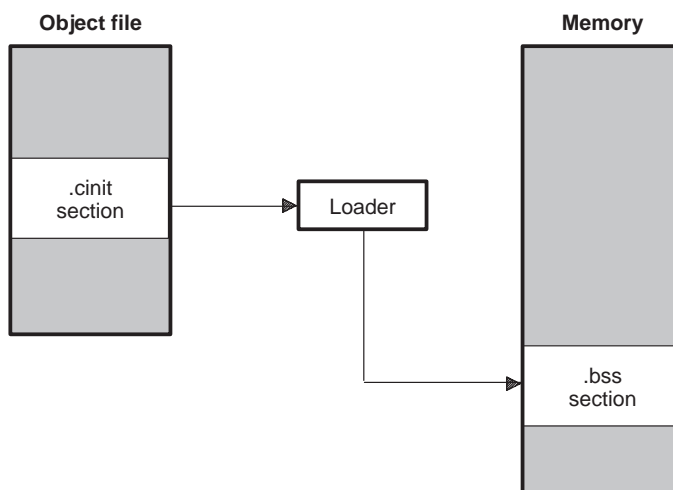 Object file
Memory
.cinit
section
Loader
.bss
section